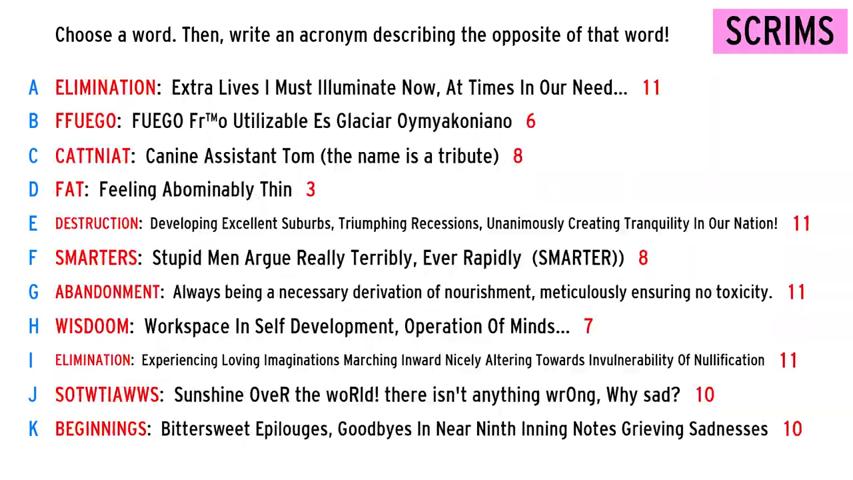 Choose a word. Then, write an acronym describing the opposite of that word!
SCRIMS
A ELIMINATION: Extra Lives I Must Illuminate Now, At Times In Our Need... 11
B FFUEGO: FUEGO Fr™o Utilizable Es Glaciar Oymyakoniano 6
C CATTNIAT: Canine Assistant Tom (the name is a tribute) 8
D FAT: Feeling Abominably Thin 3
E DESTRUCTION: Developing Excellent Suburbs, Triumphing Recessions, Unanimously Creating Tranquility In Our Nation! 11
F SMARTERS: Stupid Men Argue Really Terribly, Ever Rapidly (SMARTER)) 8
G ABANDONMENT: Always being a necessary derivation of nourishment, meticulously ensuring no toxicity. 11
H WISDOOM: Workspace In Self Development, Operation Of Minds... 7
I ELIMINATION: Experiencing Loving Imaginations Marching Inward Nicely Altering Towards Invulnerability Of Nullification 11
J SOTWTIAWWS: Sunshine OveR the woRld! there isn't anything wrOng, Why sad? 10
K BEGINNINGS: Bittersweet Epilouges, Goodbyes In Near Ninth Inning Notes Grieving Sadnesses 10